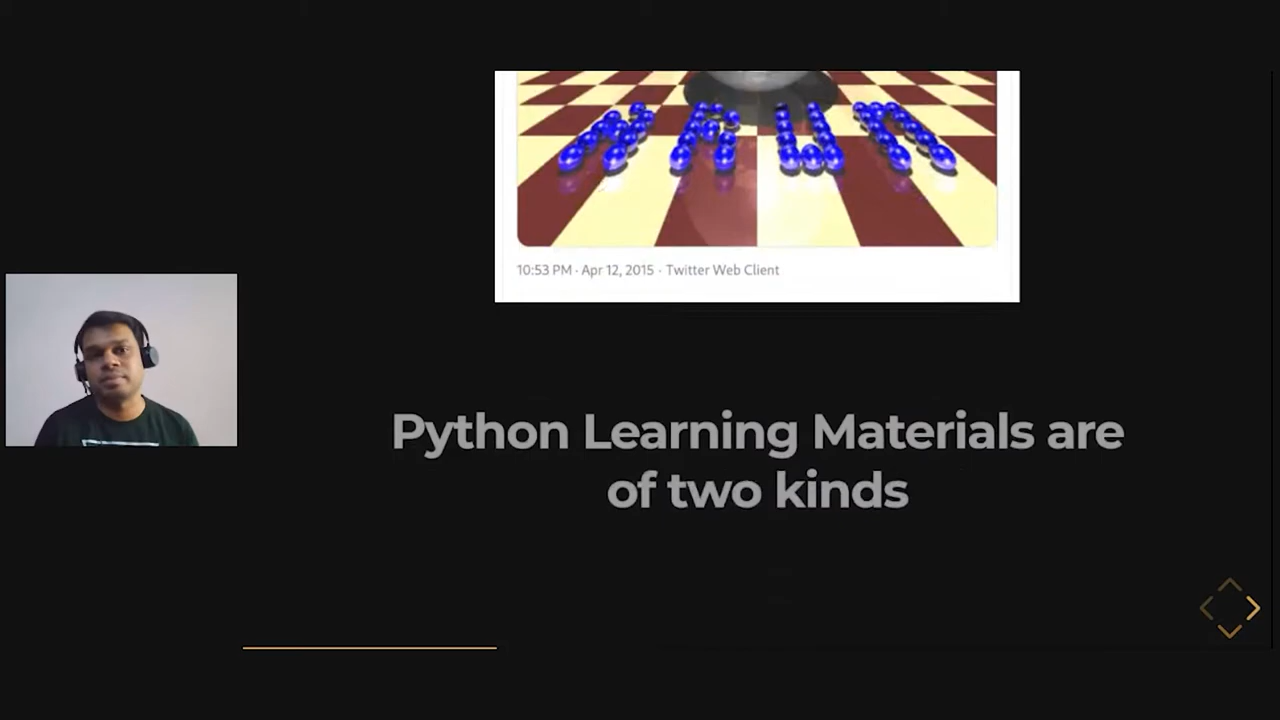 10:53 PM · Apr 12, 2015 · Twitter Web Client
Python Learning Materials are
of two kinds